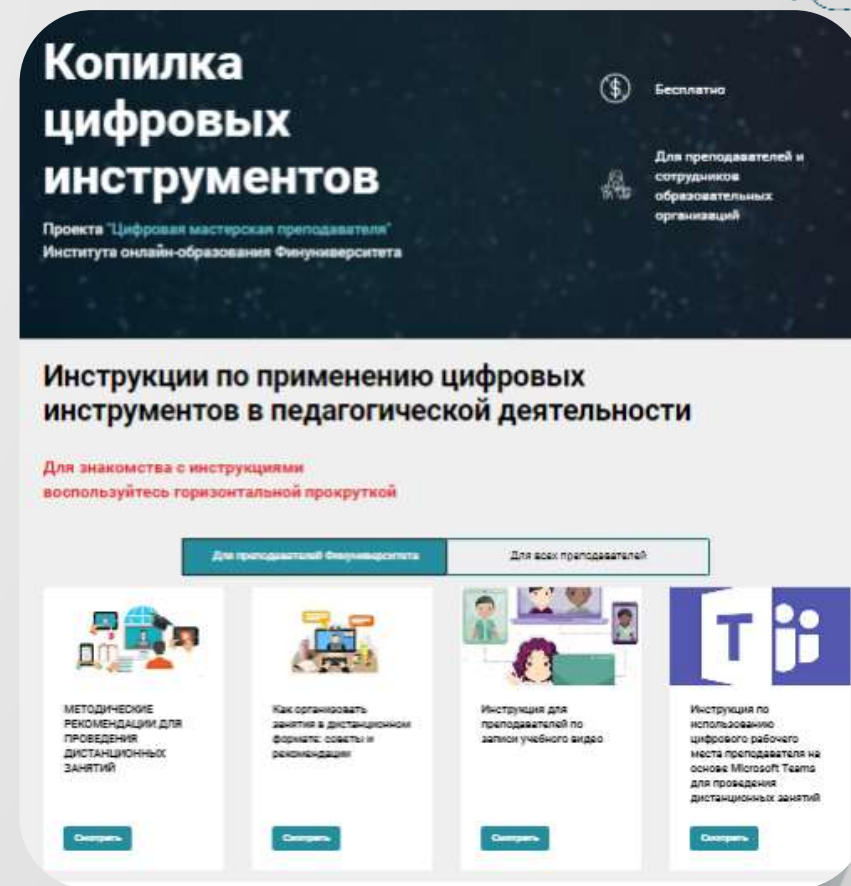 Копилка
цифровых
инструментов
Проекта "Цифровая мастерская преподавателя"
Института онлайн-образования Финуниверситета
Бесплатно
Для преподавателей и
сотрудников
образовательных
организаций
Инструкции по применению цифровых
инструментов в педагогической деятельности
Для знакомства с инструкциями
воспользуйтесь горизонтальной прокруткой
Для преподавателей Финуниверситета
Для всех преподавателей
МЕТОДИЧЕСКИЕ
РЕКОМЕНДАЦИИ ДЛЯ
ПРОВЕДЕНИЯ
ДИСТАНЦИОННЫХ
ЗАНЯТИЙ
Смотреть
Как организовать
занятия в дистанционном
формате: советы и
рекомендации
Смотреть
Инструкция для
преподавателей по
записи учебного видео
Смотреть
T
Инструкция по
использованию
цифрового рабочего
места преподавателя на
основе Microsoft Teams
для проведения
дистанционных занятий
Смотреть